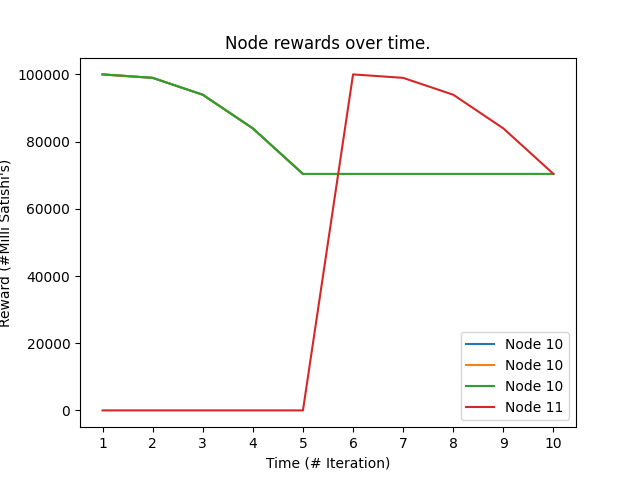 Node rewards over time.
Reward (#Milli Satishi's)
100000
80000
60000
40000
20000
0
Node 10
Node 10
Node 10
Node 11
1 2 3 4 5 6 7 8 9 10
Time (# Iteration)